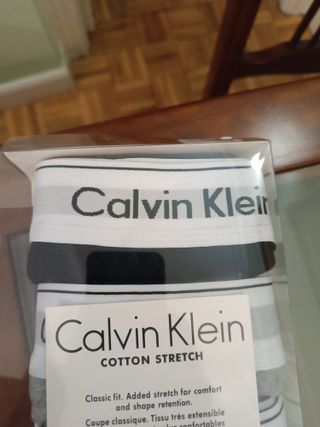 Calvin Klein
Calvin Klein
COTTON STRETCH
Classic fit. Added stretch for comfort
and shape retention.
Coupe classique. Tissu très extensible